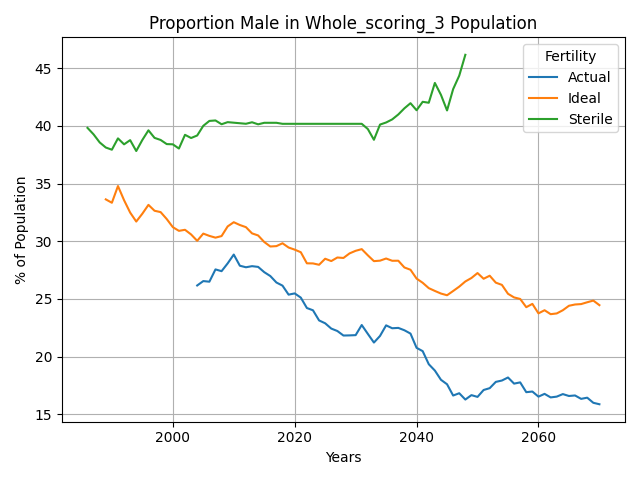 Proportion Male in Whole_scoring_3 Population
Fertility
Actual
Ideal
Sterile
% of Population
45
40
35
30
25
20
15
2000
2020
2040
2060
Years